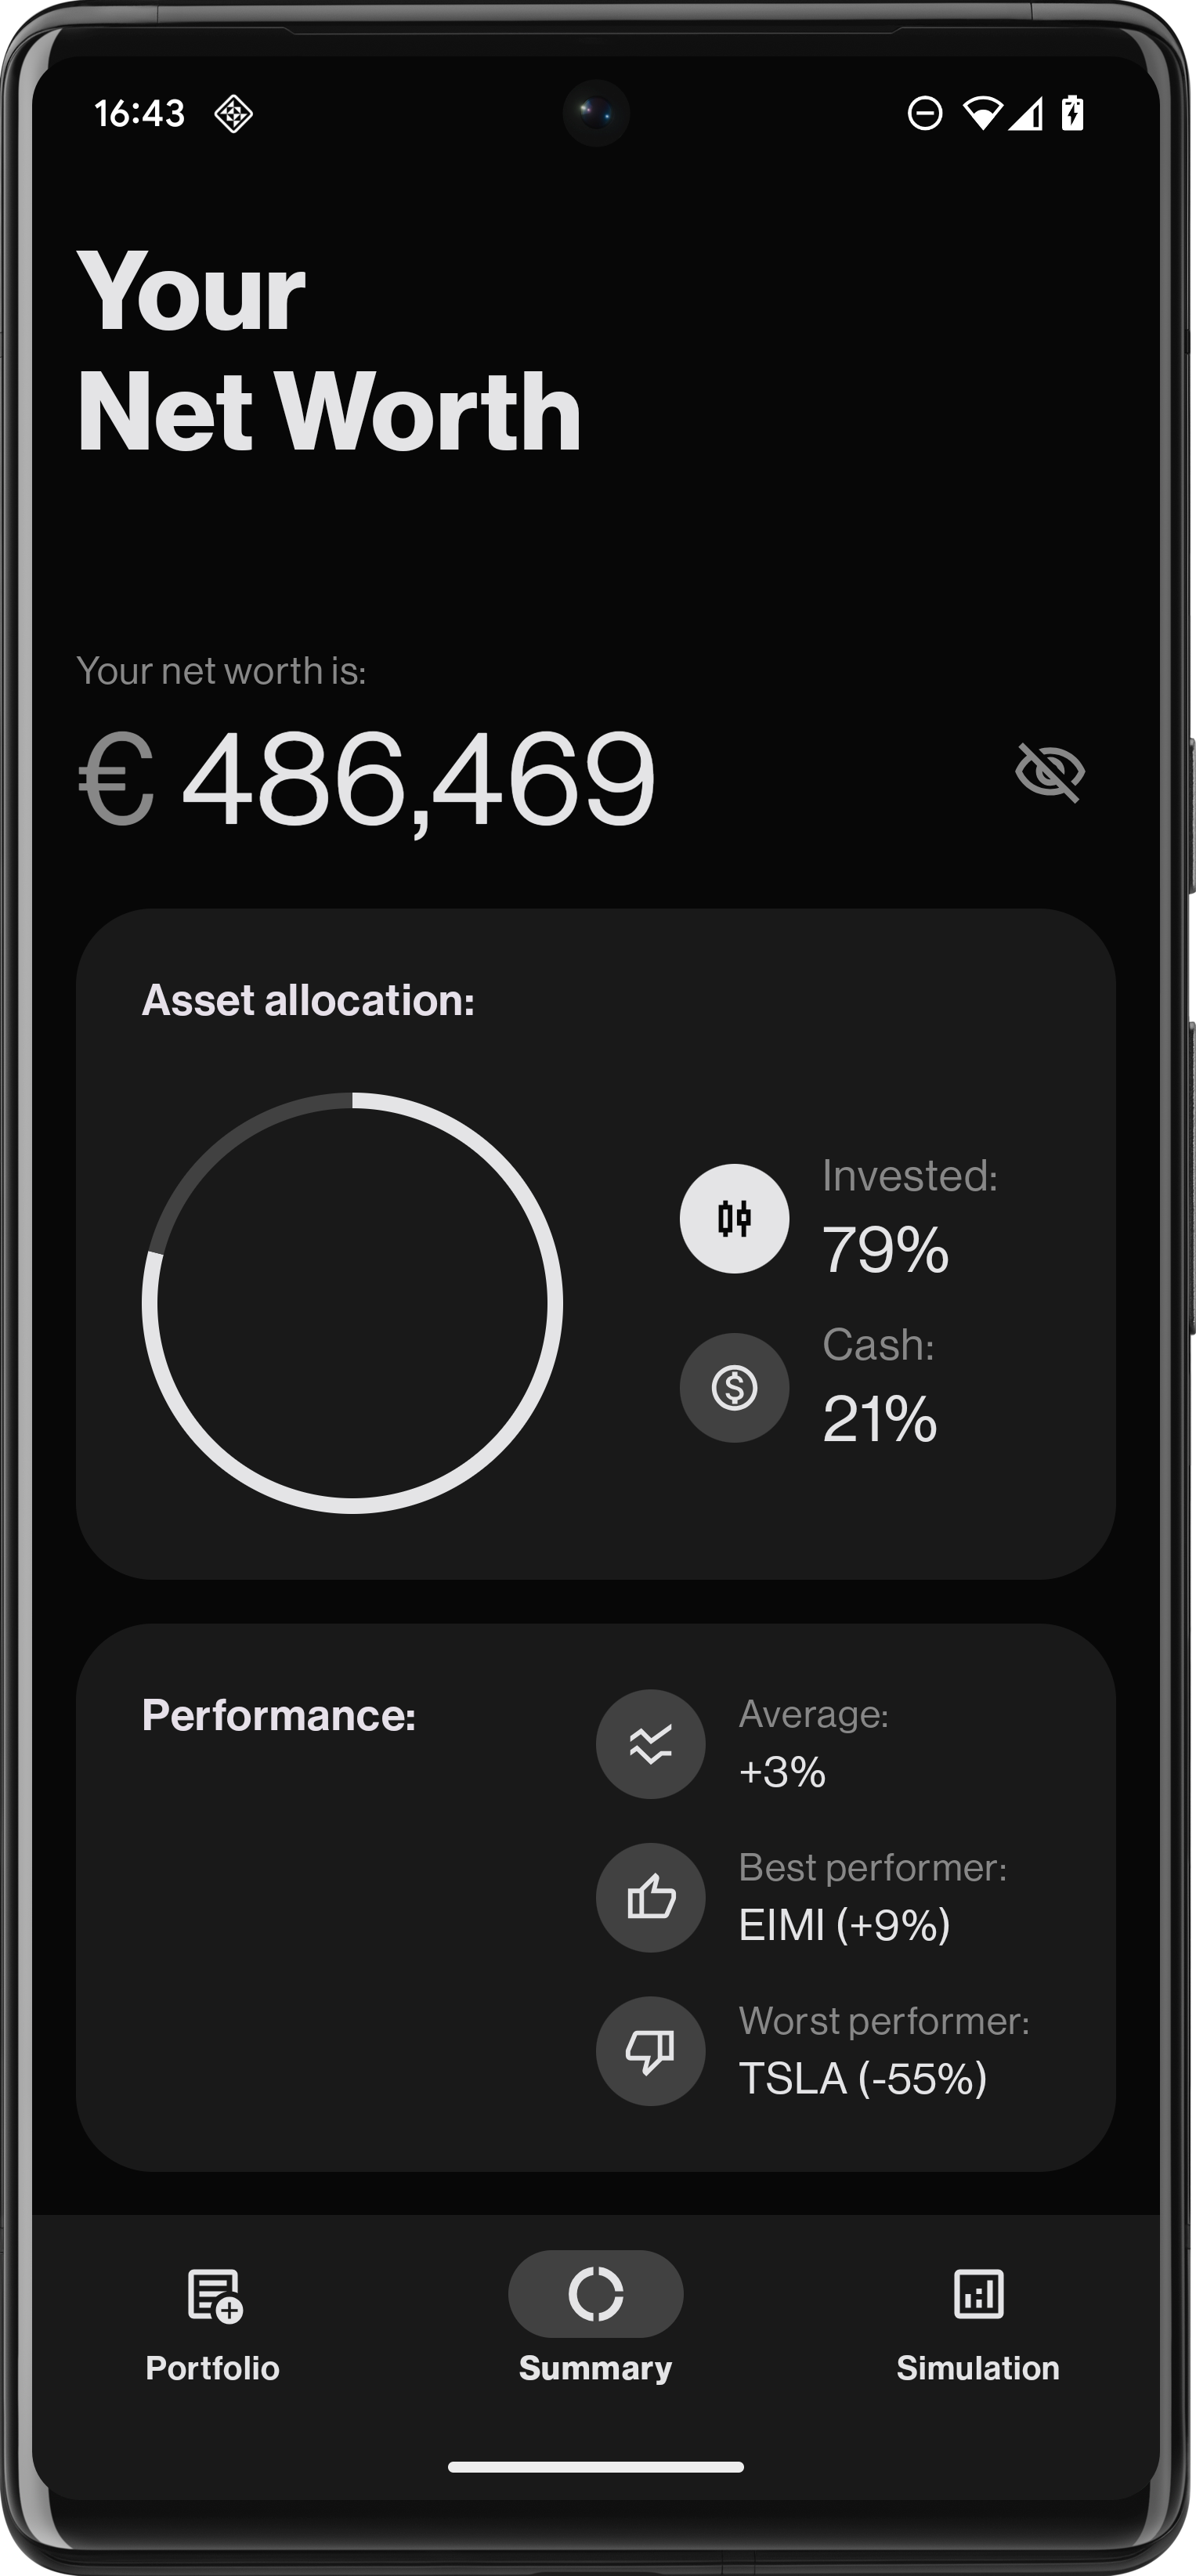 16:43
Your
Net Worth
Your net worth is:
€ 486,469
Asset allocation:
Invested:
79%
Cash:
21%
Performance:
Average:
+3%
Best performer:
EIMI (+9%)
Worst performer:
TSLA (-55%)
Portfolio
Summary
Simulation